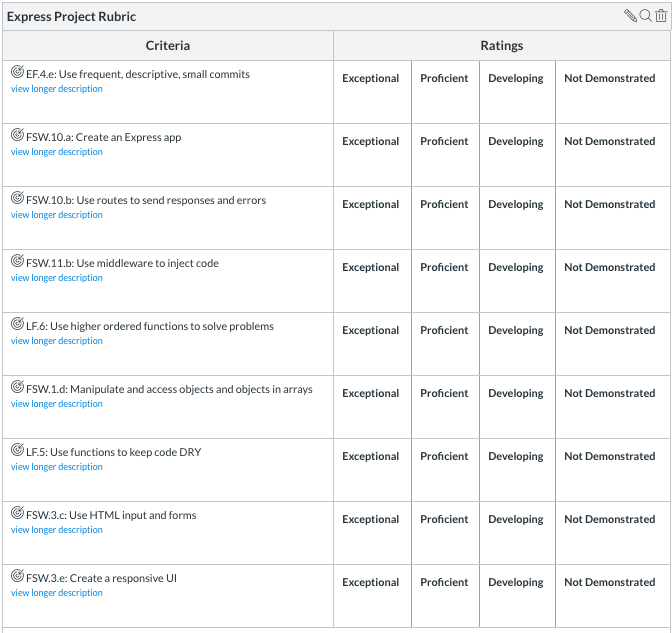 Express Project Rubric
Criteria
Ratings
EF.4.e: Use frequent, descriptive, small commits
view longer description
Exceptional
Proficient
Developing
Not Demonstrated
FSW.10.a: Create an Express app
view longer description
Exceptional
Proficient
Developing
Not Demonstrated
FSW.10.b: Use routes to send responses and errors
view longer description
Exceptional
Proficient
Developing
Not Demonstrated
FSW.11.b: Use middleware to inject code
view longer description
Exceptional
Proficient
Developing
Not Demonstrated
LF.6: Use higher ordered functions to solve problems
view longer description
Exceptional
Proficient
Developing
Not Demonstrated
FSW.1.d: Manipulate and access objects and objects in arrays
view longer description
Exceptional
Proficient
Developing
Not Demonstrated
LF.5: Use functions to keep code DRY
view longer description
Exceptional
Proficient
Developing
Not Demonstrated
FSW.3.c: Use HTML input and forms
view longer description
Exceptional
Proficient
Developing
Not Demonstrated
FSW.3.e: Create a responsive UI
view longer description
Exceptional
Proficient
Developing
Not Demonstrated